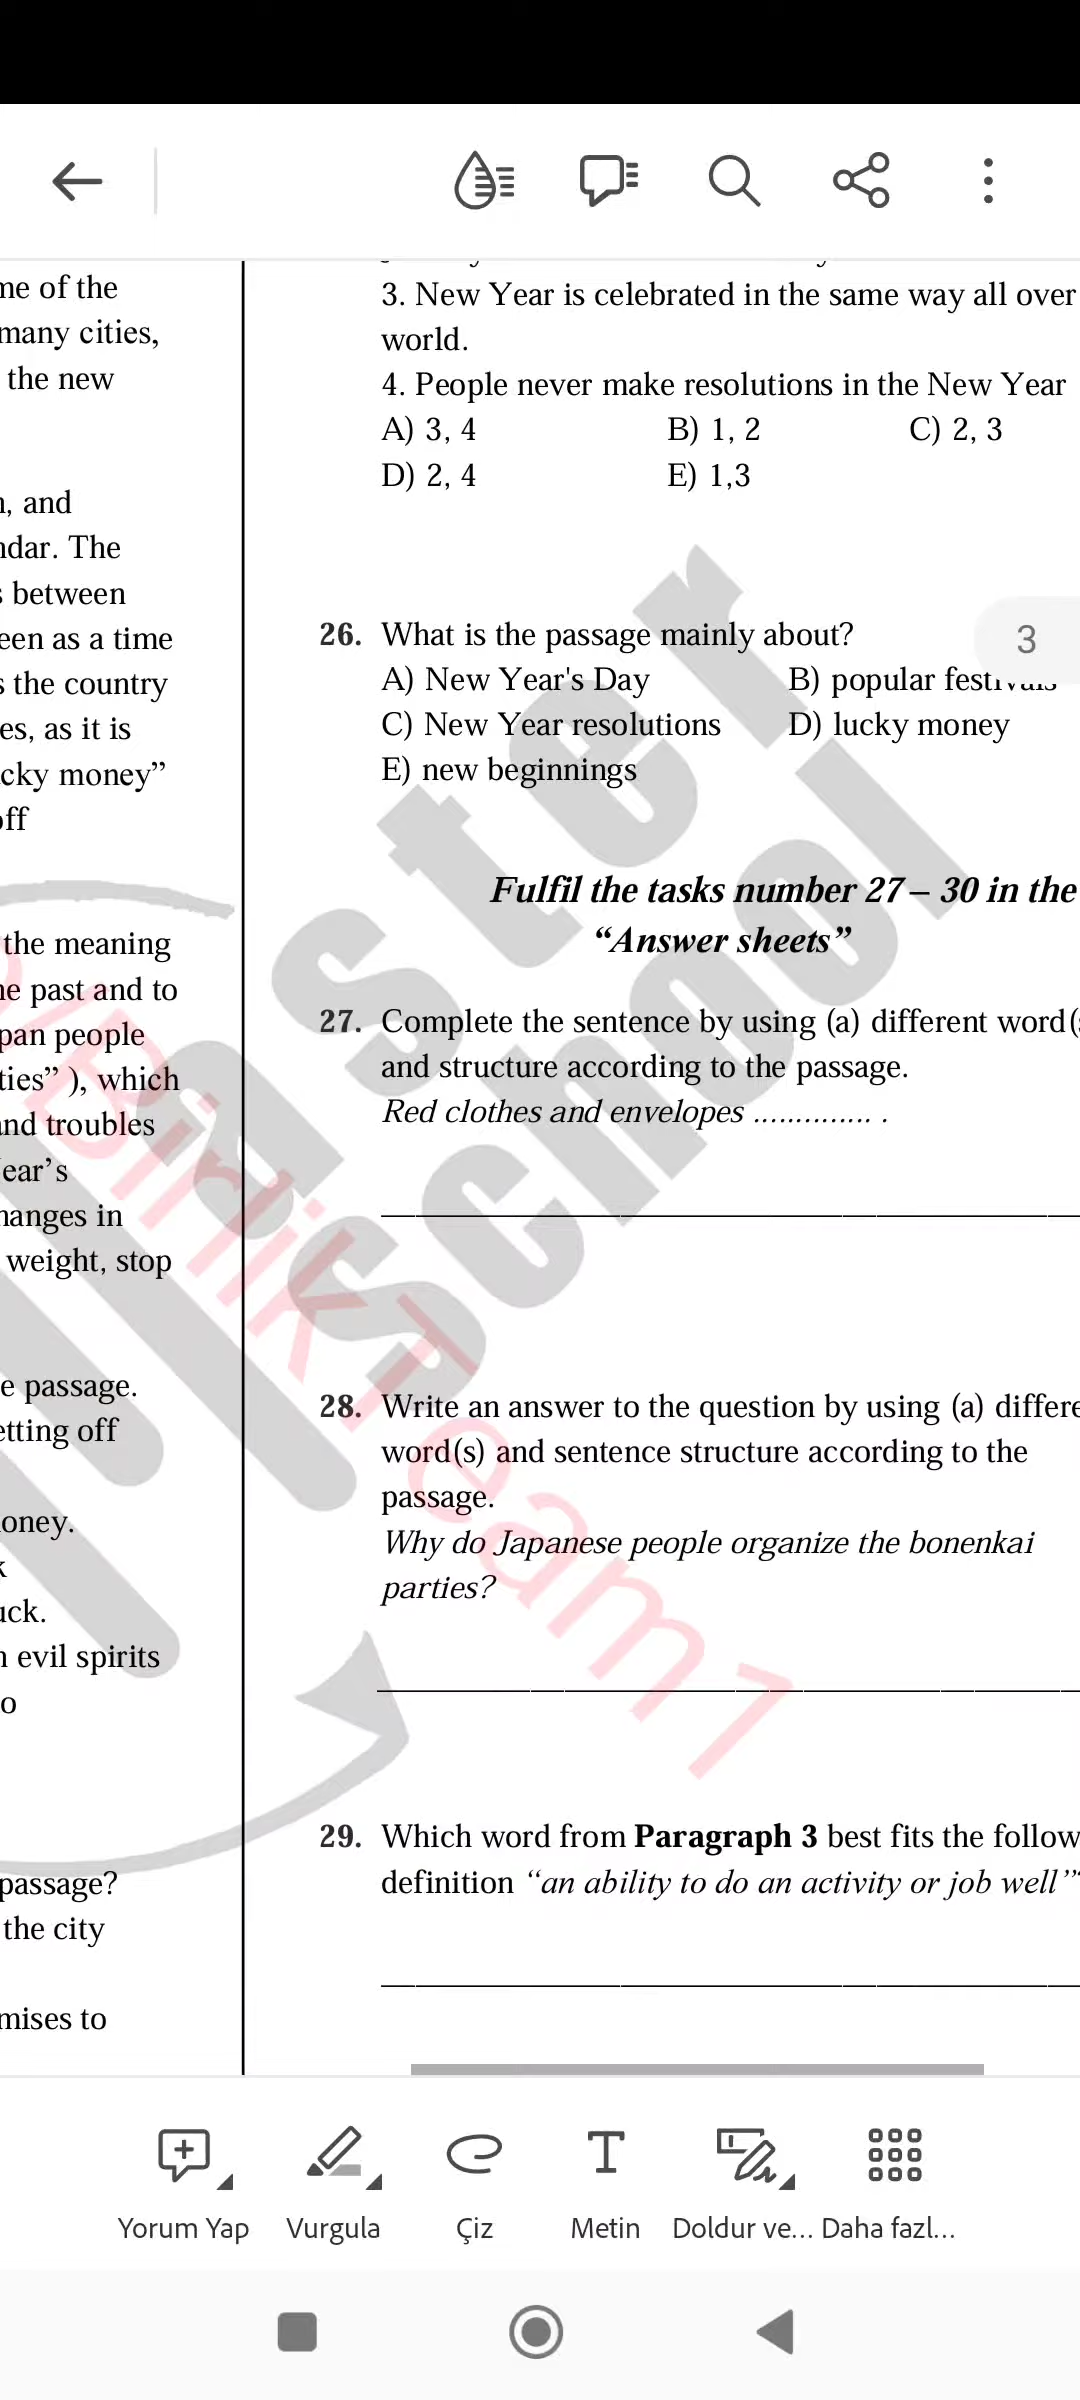 me of the
many cities,
the new
, and
ndar. The
between
een as a time
s the country
es, as it is
cky money”
off
the meaning
he past and to
pan people
ties” ), which
and troubles
ear’s
hanges in
weight, stop
e passage.
etting off
oney.
k
uck.
n evil spirits
o
passage?
the city
mises to
3. New Year is celebrated in the same way all over
world.
4. People never make resolutions in the New Year
A) 3, 4 B) 1, 2 C) 2, 3
D) 2, 4 E) 1,3
26. What is the passage mainly about?
3
A) New Year's Day B) popular festivals
C) New Year resolutions D) lucky money
E) new beginnings
Fulfil the tasks number 27 – 30 in the
“Answer sheets”
27. Complete the sentence by using (a) different word(s
and structure according to the passage.
Red clothes and envelopes .............. .
28. Write an answer to the question by using (a) differe
word(s) and sentence structure according to the
passage.
Why do Japanese people organize the bonenkai
parties?
29. Which word from Paragraph 3 best fits the follow
definition “an ability to do an activity or job well”
aster
school
/BirlikTeam1
Yorum Yap Vurgula Çiz Metin Doldur ve... Daha fazl...